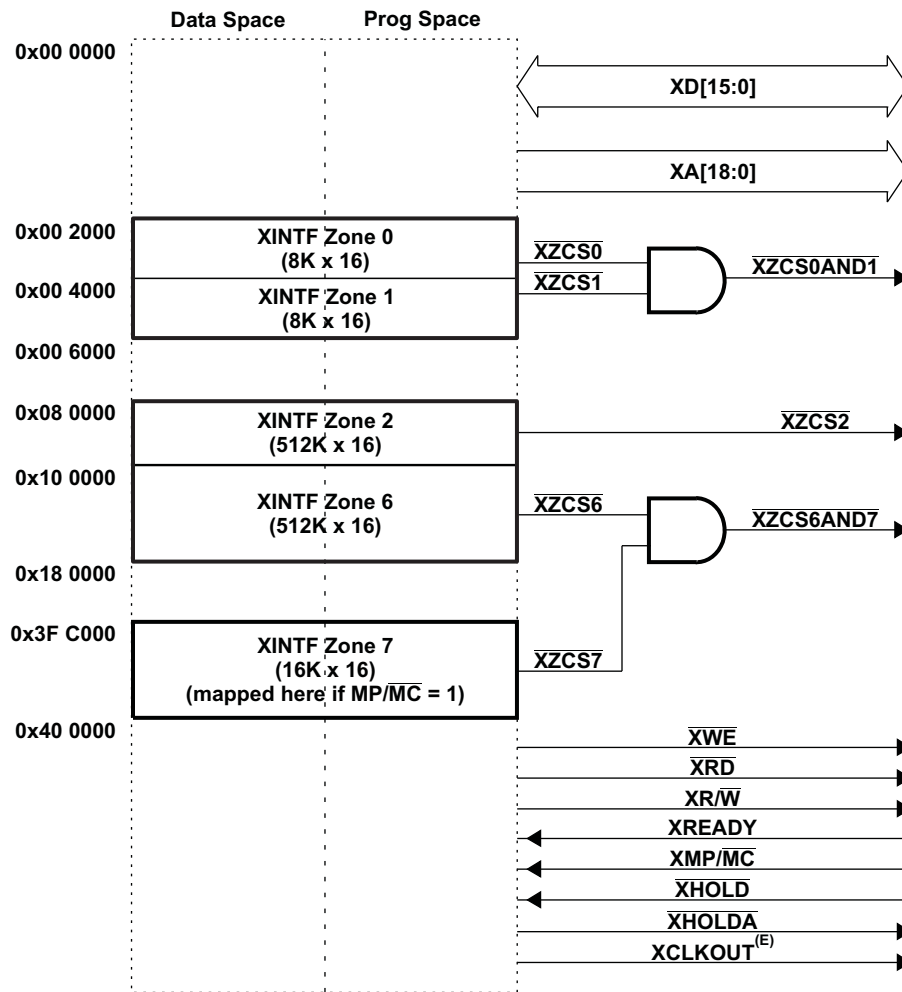 Data Space
Prog Space
0x00 0000
XD[15:0]
XA[18:0]
0x00 2000
XINTF Zone 0
(8K x 16)
XZCS0
XZCS0AND1
0x00 4000
XINTF Zone 1
(8K x 16)
XZCS1
0x00 6000
0x08 0000
XINTF Zone 2
(512K x 16)
XZCS2
0x10 0000
XINTF Zone 6
(512K x 16)
XZCS6
XZCS6AND7
0x18 0000
0x3F C000
XINTF Zone 7
(16K x 16)
(mapped here if MP/MC = 1)
XZCS7
0x40 0000
XWE
XRD
XR/W
XREADY
XMP/MC
XHOLD
XHOLDA
XCLKOUT(E)